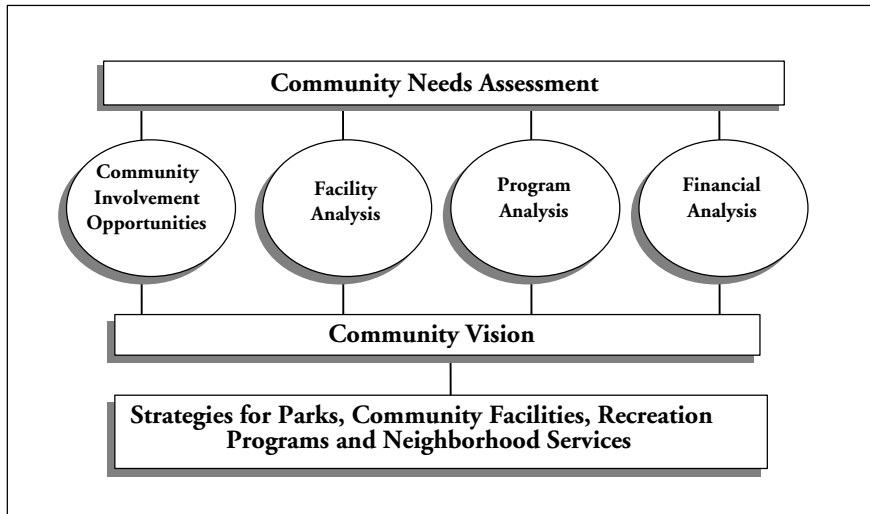 Community Needs Assessment
Community
Involvement
Opportunities
Facility
Analysis
Program
Analysis
Financial
Analysis
Community Vision
Strategies for Parks, Community Facilities, Recreation
Programs and Neighborhood Services